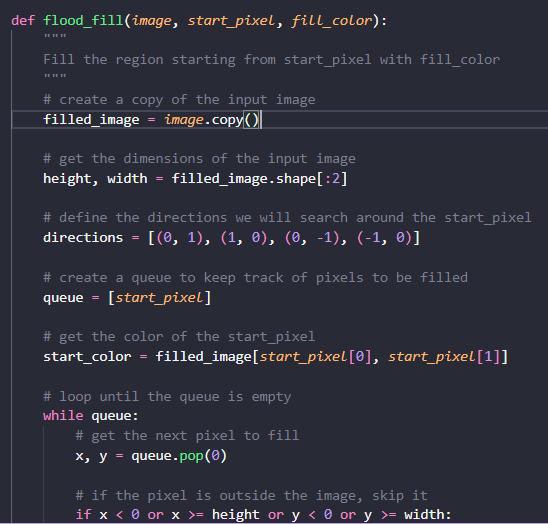 def flood_fill(image, start_pixel, fill_color):
"""
Fill the region starting from start_pixel with fill_color
"""
# create a copy of the input image
filled_image = image.copy()
# get the dimensions of the input image
height, width = filled_image.shape[:2]
# define the directions we will search around the start_pixel
directions = [(0, 1), (1, 0), (0, -1), (-1, 0)]
# create a queue to keep track of pixels to be filled
queue = [start_pixel]
# get the color of the start_pixel
start_color = filled_image[start_pixel[0], start_pixel[1]]
# loop until the queue is empty
while queue:
# get the next pixel to fill
x, y = queue.pop(0)
# if the pixel is outside the image, skip it
if x < 0 or x >= height or y < 0 or y >= width: